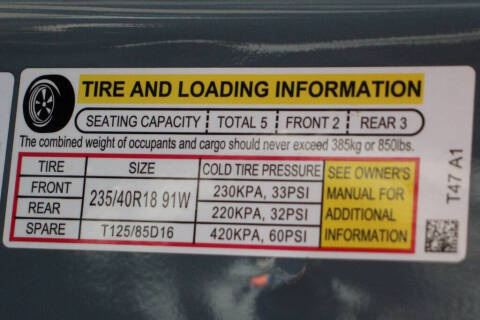 TIRE AND LOADING INFORMATION
SEATING CAPACITY TOTAL 5 FRONT 2 REAR 3
The combined weight of occupants and cargo should never exceed 385kg or 850lbs.
TIRE SIZE COLD TIRE PRESSURE SEE OWNER'S
FRONT 235/40R18 91W 230KPA, 33PSI MANUAL FOR
REAR 220KPA, 32PSI ADDITIONAL
SPARE T125/85D16 420KPA, 60PSI INFORMATION
T47 A1